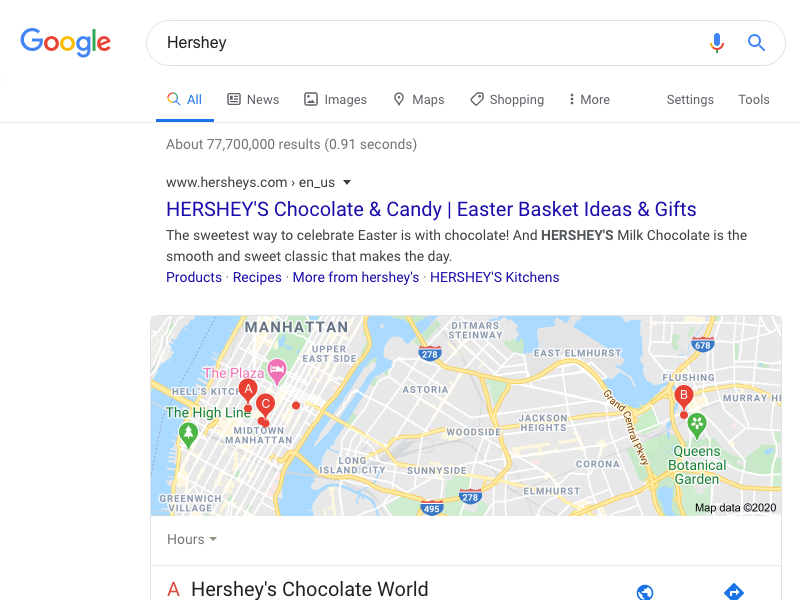 Google
Hershey
All News Images Maps Shopping More Settings Tools
About 77,700,000 results (0.91 seconds)
www.hersheys.com › en_us
HERSHEY'S Chocolate & Candy | Easter Basket Ideas & Gifts
The sweetest way to celebrate Easter is with chocolate! And HERSHEY'S Milk Chocolate is the
smooth and sweet classic that makes the day.
Products · Recipes · More from hershey's · HERSHEY'S Kitchens
MANHATTAN
DITMARS
STEINWAY
UPPER
EAST SIDE
278
EAST ELMHURST
678
The Plaza
FLUSHING
HELL'S KITCH
A
ASTORIA
B
MURRAY HI
C
The High Line
Grand Central Pkwy
MIDTOWN
MANHATTAN
WOODSIDE
JACKSON
HEIGHTS
Queens
Botanical
Garden
LONG
ISLAND CITY
SUNNYSIDE
CORONA
ELMHURST
278
495
GREENWICH
VILLAGE
Map data ©2020
Hours
A Hershey's Chocolate World